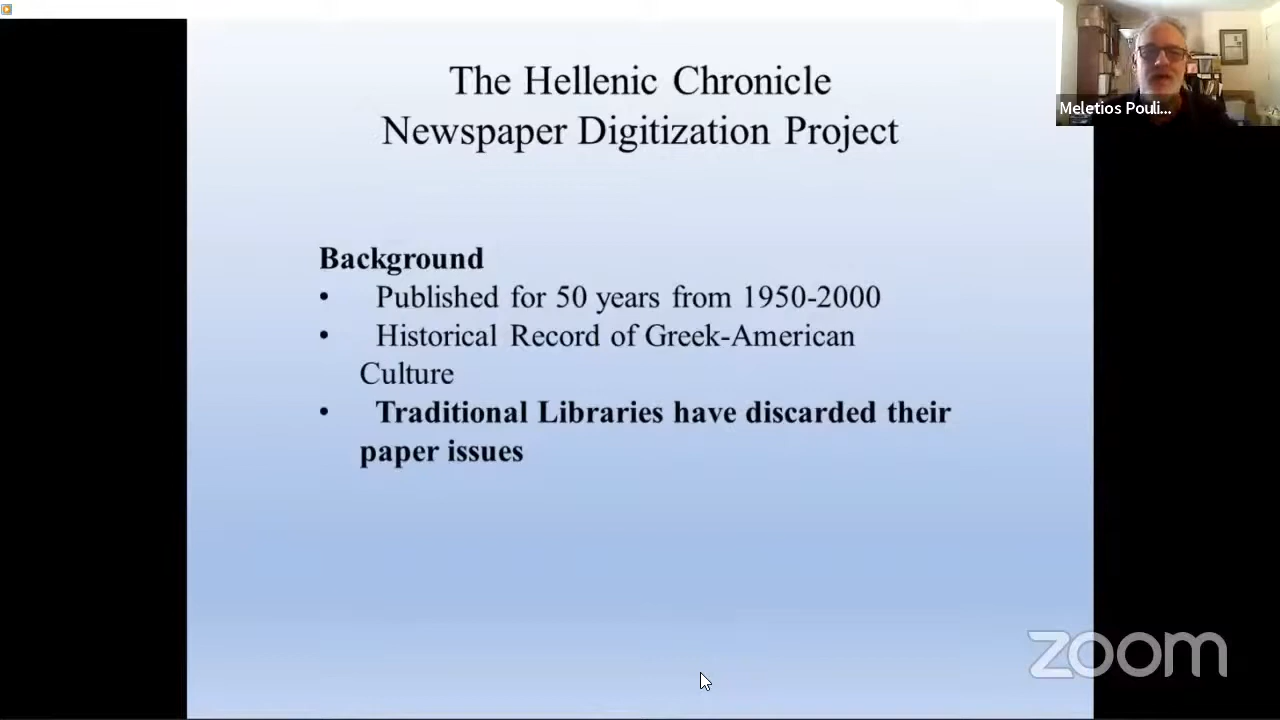 The Hellenic Chronicle
Newspaper Digitization Project
Meletios Pouli...
Background
• Published for 50 years from 1950-2000
• Historical Record of Greek-American
Culture
• Traditional Libraries have discarded their
paper issues
zoom